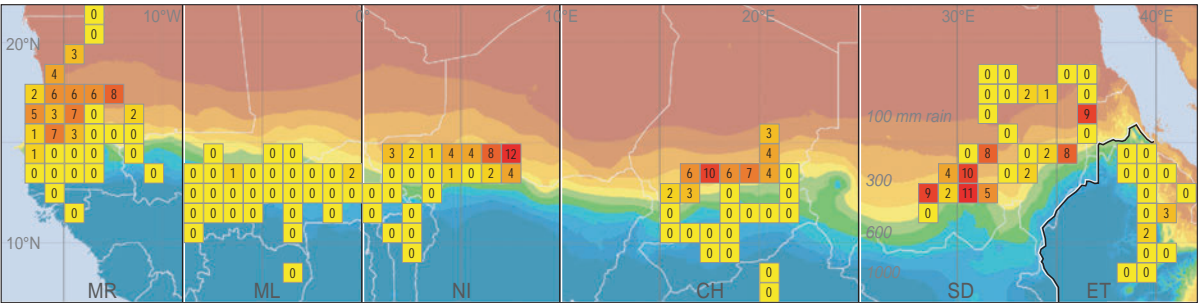 0 10°W 0° 10°E 20°E 30°E 40°E
0
20°N
3
4 0 0 0 0
2 6 6 6 8 0 0 2 1 0
5 3 7 0 2 100 mm rain 9
1 7 3 0 0 0 3 0 0
1 0 0 0 0 0 0 0 3 2 1 4 4 8 12 4 0 8 0 2 8 0 0
0 0 0 0 0 0 0 1 0 0 0 0 0 2 0 0 0 1 0 2 4 6 10 6 7 4 0 300 4 10 0 2 0 0 0
0 0 0 0 0 0 0 0 0 0 0 0 0 2 3 0 0 0 9 2 11 5 0 0
0 0 0 0 0 0 0 0 0 0 0 0 0 0 0 3
0 0 0 0 0 0 0 0 600 2
10°N
0 0 0 0 0
0 0 1000 0 0
MR ML NI CH 0 SD ET